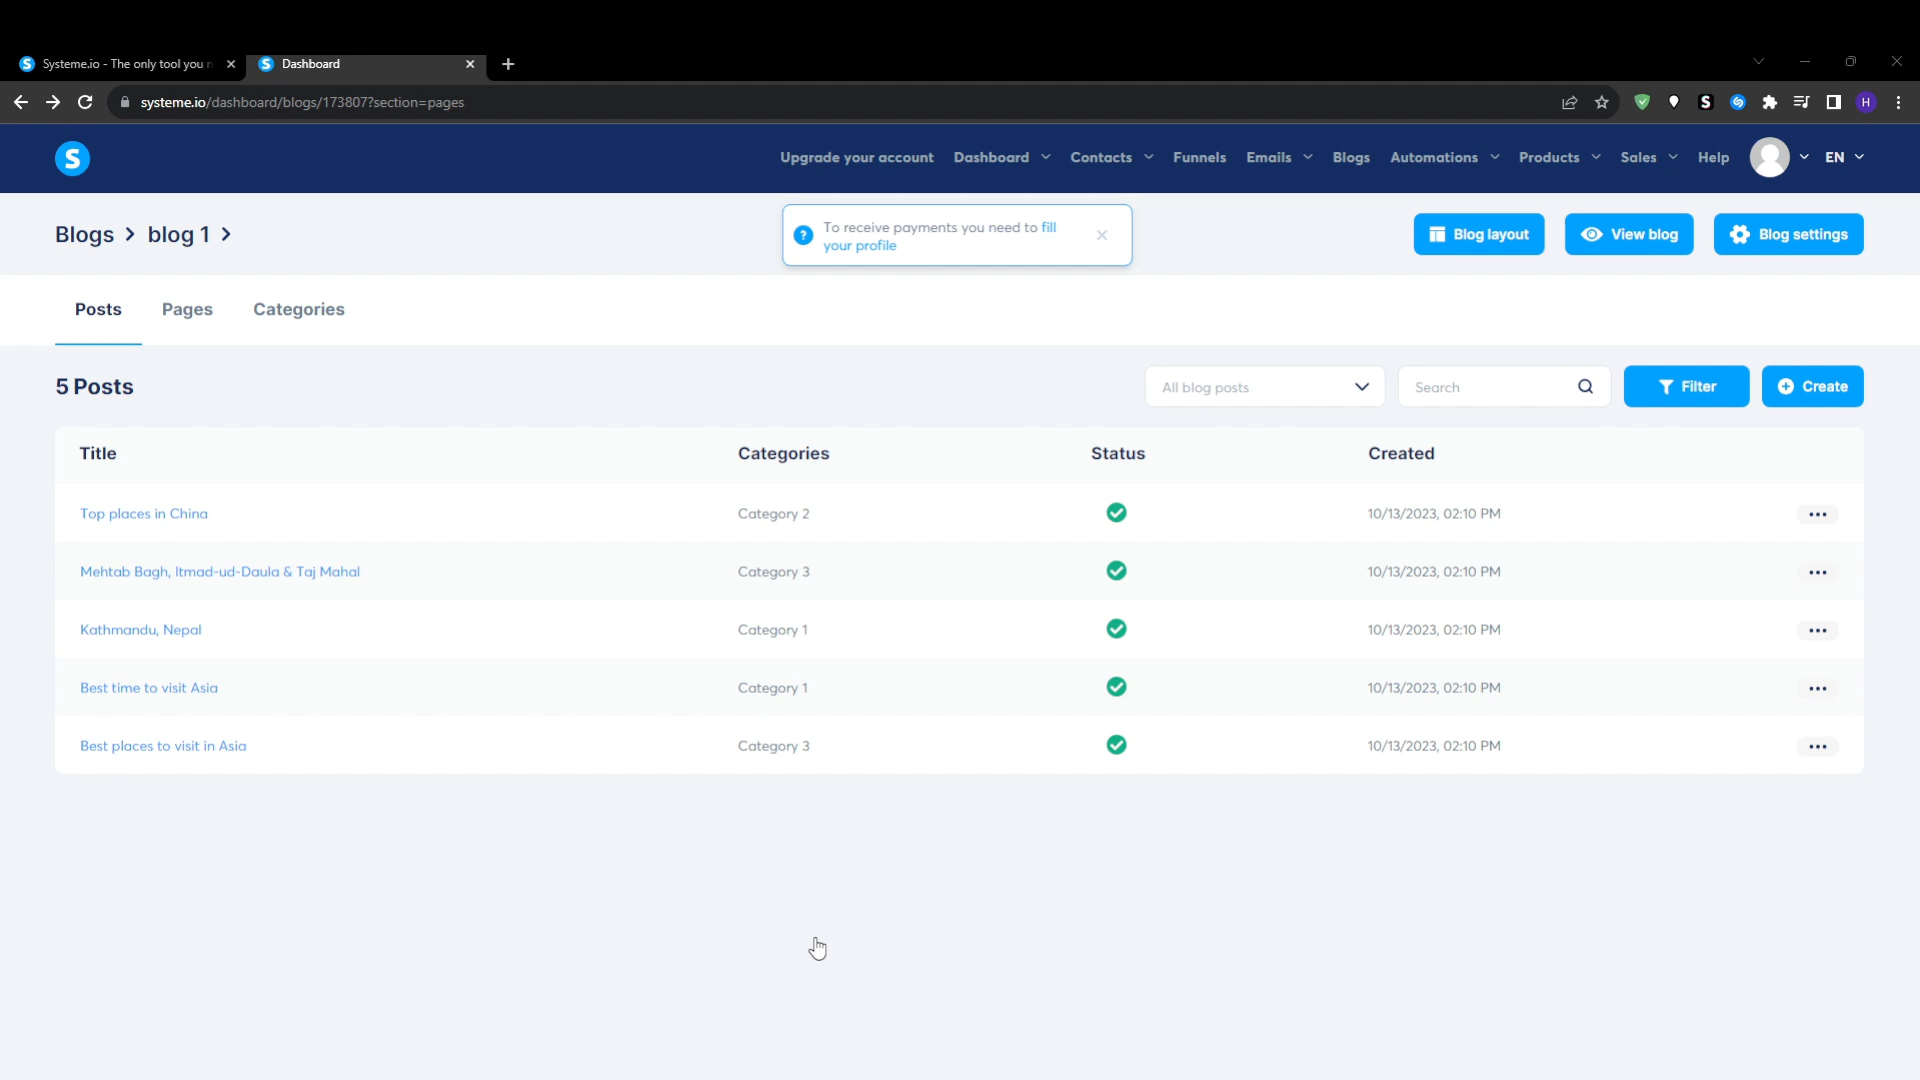 Systeme.io - The only tool you n
Dashboard
systeme.io/dashboard/blogs/173807?section=pages
S
H
S
Upgrade your account Dashboard Contacts Funnels Emails Blogs Automations Products Sales Help EN
Blogs > blog 1 >
? To receive payments you need to fill
your profile
Blog layout View blog Blog settings
Posts Pages Categories
5 Posts
All blog posts Search Filter Create
Title Categories Status Created
Top places in China Category 2 10/13/2023, 02:10 PM
Mehtab Bagh, Itmad-ud-Daula & Taj Mahal Category 3 10/13/2023, 02:10 PM
Kathmandu, Nepal Category 1 10/13/2023, 02:10 PM
Best time to visit Asia Category 1 10/13/2023, 02:10 PM
Best places to visit in Asia Category 3 10/13/2023, 02:10 PM